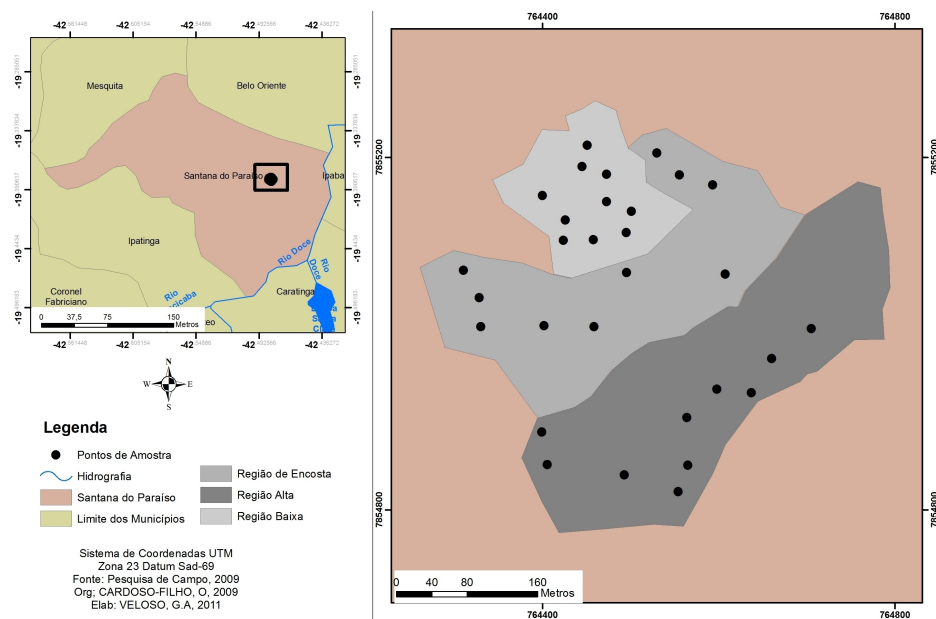 -42
-42
-42
-42
-42
-19
-19
-19
-19
-19
Mesquita
Belo Oriente
Santana do Paraíso
Ipaba
Ipatinga
Rio Doce
Rio Doce
Coronel Fabriciano
Caratinga
Rio
0 37,5 75 150
Metros
-42
-42
-42
-42
-42
N
W E
S
Legenda
Pontos de Amostra
Hidrografia
Santana do Paraíso
Limite dos Municípios
Região de Encosta
Região Alta
Região Baixa
Sistema de Coordenadas UTM
Zona 23 Datum Sad-69
Fonte: Pesquisa de Campo, 2009
Org; CARDOSO-FILHO, O, 2009
Elab: VELOSO, G.A, 2011
764400
764800
7855200
7855200
7854800
7854800
0 40 80 160
Metros
764400
764800